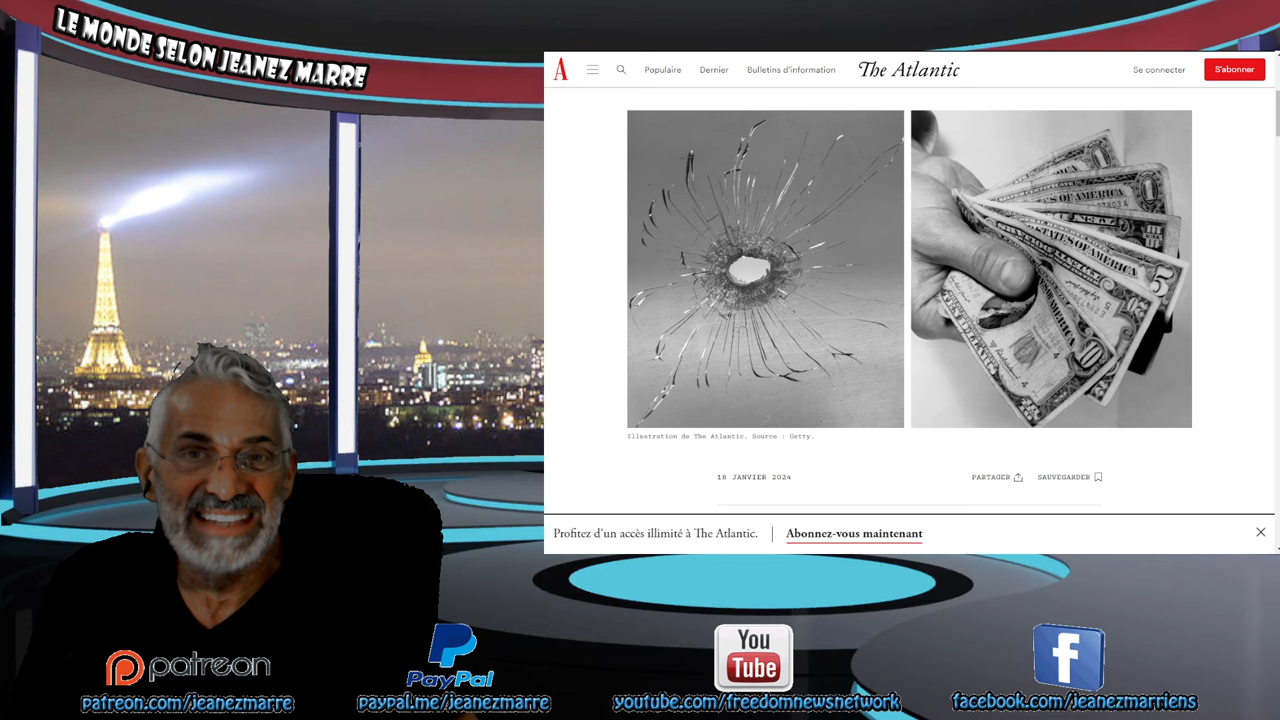 LE MONDE SELON JEANEZ MARRE
A
Populaire
Dernier
Bulletins d'information
The Atlantic
Se connecter
S'abonner
Illustration de The Atlantic. Source : Getty.
18 JANVIER 2024
PARTAGER
SAUVEGARDER
Profitez d'un accès illimité à The Atlantic.
Abonnez-vous maintenant
patreon
PayPal
You
Tube
f
patreon.com/jeanezmarre
paypal.me/jeanezmarre
youtube.com/freedomnewsnetwork
facebook.com/jeanezmarriens